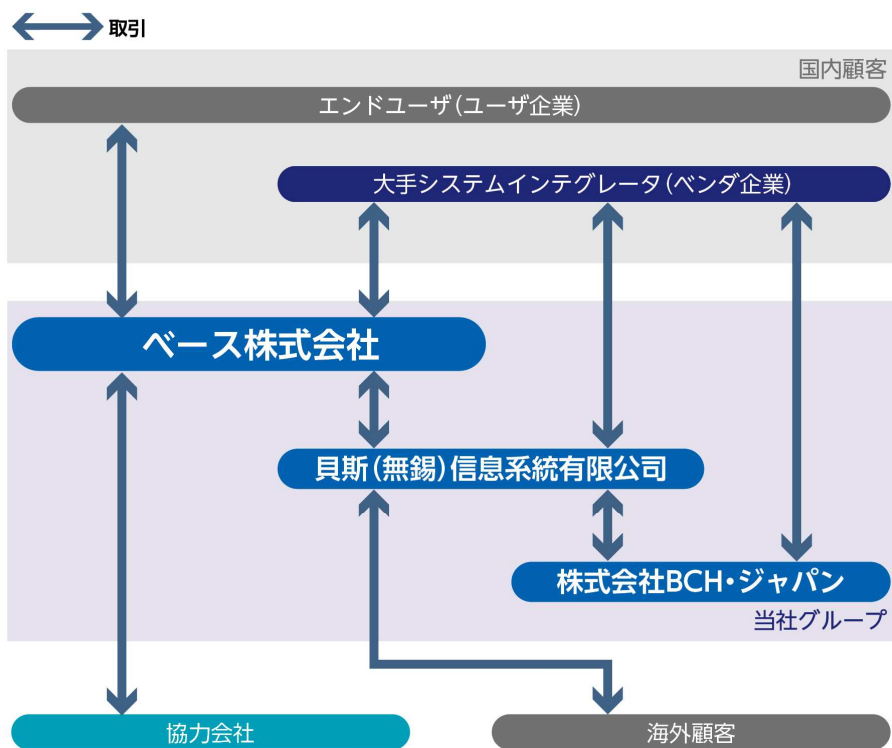 取引
国内顧客
エンドユーザ(ユーザ企業)
大手システムインテグレータ(ベンダ企業)
ベース株式会社
貝斯(無錫)信息系統有限公司
株式会社BCH・ジャパン
当社グループ
協力会社
海外顧客